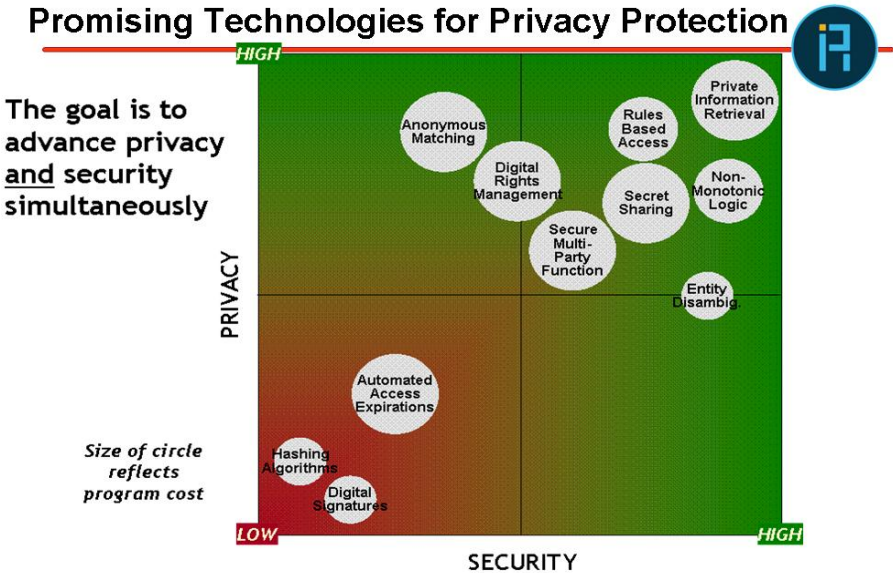 Promising Technologies for Privacy Protection
HIGH
The goal is to
advance privacy
and security
simultaneously
Anonymous
Matching
Digital
Rights
Management
Rules
Based
Access
Private
Information
Retrieval
Secret
Sharing
Non-
Monotonic
Logic
Secure
Multi-
Party
Function
Entity
Disambig.
PRIVACY
Automated
Access
Expirations
Hashing
Algorithms
Digital
Signatures
Size of circle
reflects
program cost
LOW
HIGH
SECURITY